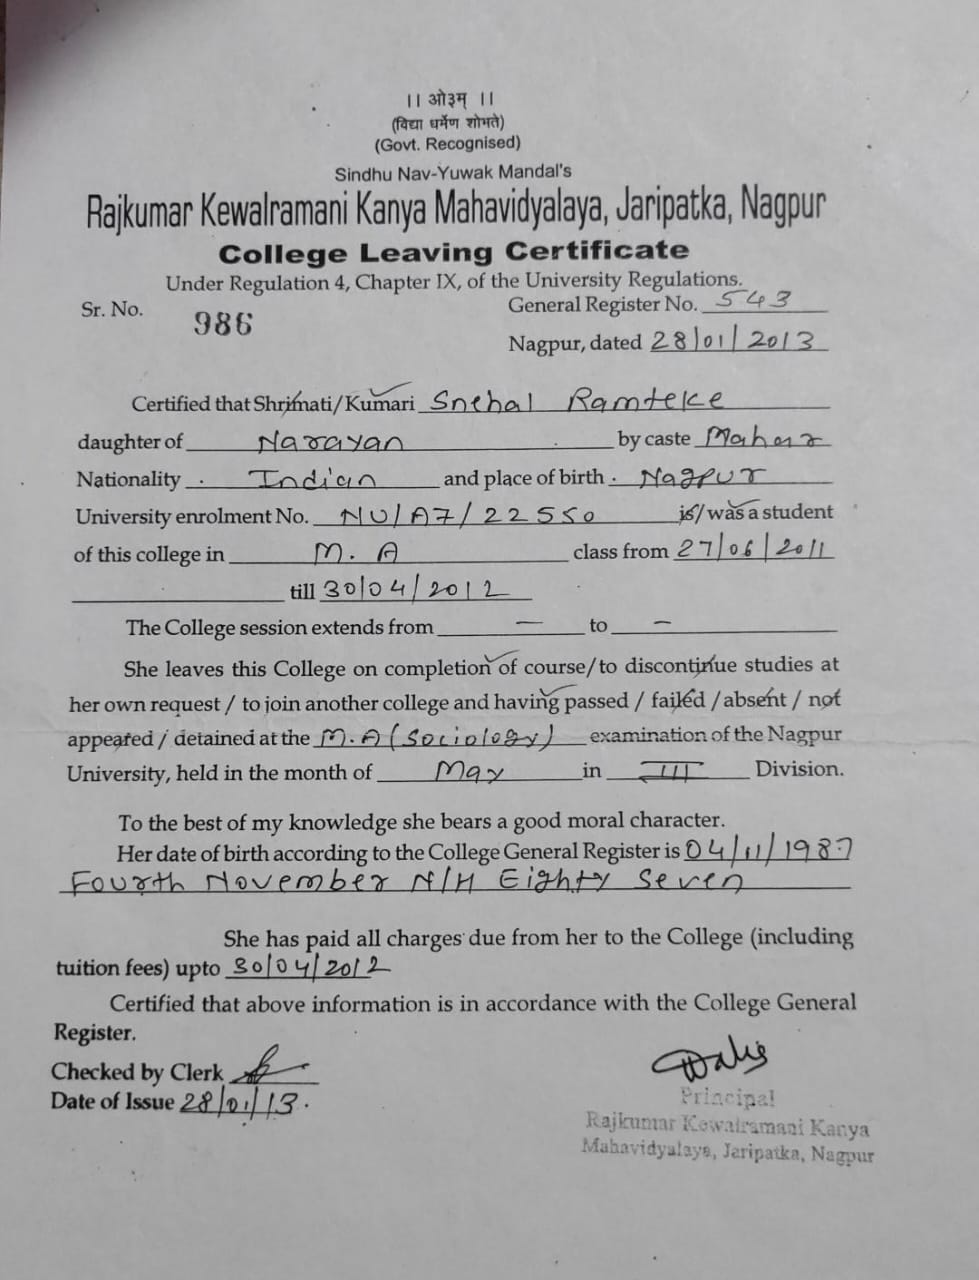 ।। ओ३म् ।।
(विद्या धर्मेण शोभते)
(Govt. Recognised)
Sindhu Nav-Yuwak Mandal's
Rajkumar Kewalramani Kanya Mahavidyalaya, Jaripatka, Nagpur
College Leaving Certificate
Under Regulation 4, Chapter IX, of the University Regulations.
Sr. No. 986 General Register No. 543
Nagpur, dated 28/01/2013
Certified that Shrimati/Kumari Snehal Ramteke
daughter of Narayan by caste Mahar
Nationality Indian and place of birth Nagpur
University enrolment No. NU/A7/22550 is/was a student
of this college in M. A class from 27/06/2011
till 30/04/2012
The College session extends from — to —
She leaves this College on completion of course/to discontinue studies at
her own request / to join another college and having passed / failed / absent / not
appeared / detained at the M.A (Sociology) examination of the Nagpur
University, held in the month of May in III Division.
To the best of my knowledge she bears a good moral character.
Her date of birth according to the College General Register is 04/11/1987
Fourth November N/H Eighty Seven
She has paid all charges due from her to the College (including
tuition fees) upto 30/04/2012
Certified that above information is in accordance with the College General
Register.
Checked by Clerk
Date of Issue 28/01/13.
Principal
Rajkumar Kewalramani Kanya
Mahavidyalaya, Jaripatka, Nagpur